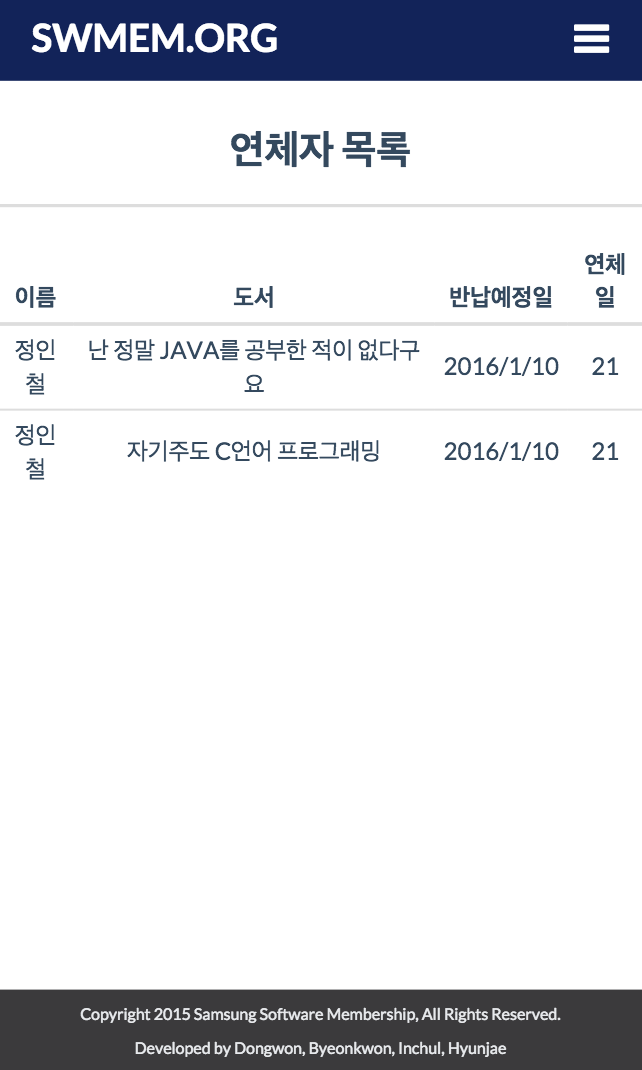 SWMEM.ORG
연체자 목록
이름 도서 반납예정일 연체
일
정인
철
난 정말 JAVA를 공부한 적이 없다구
요
2016/1/10 21
정인
철
자기주도 C언어 프로그래밍 2016/1/10 21
Copyright 2015 Samsung Software Membership, All Rights Reserved.
Developed by Dongwon, Byeonkwon, Inchul, Hyunjae